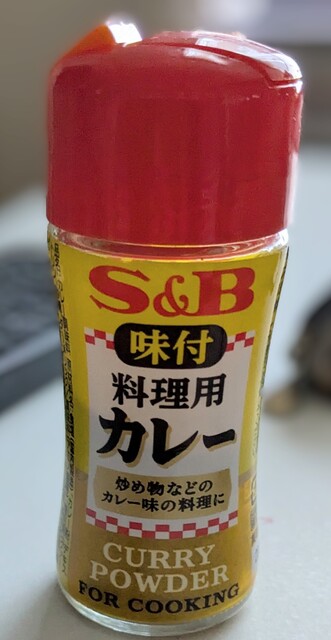 S&B
味付
料理用
カレー
炒め物などの
カレー味の料理に
CURRY
POWDER
FOR COOKING